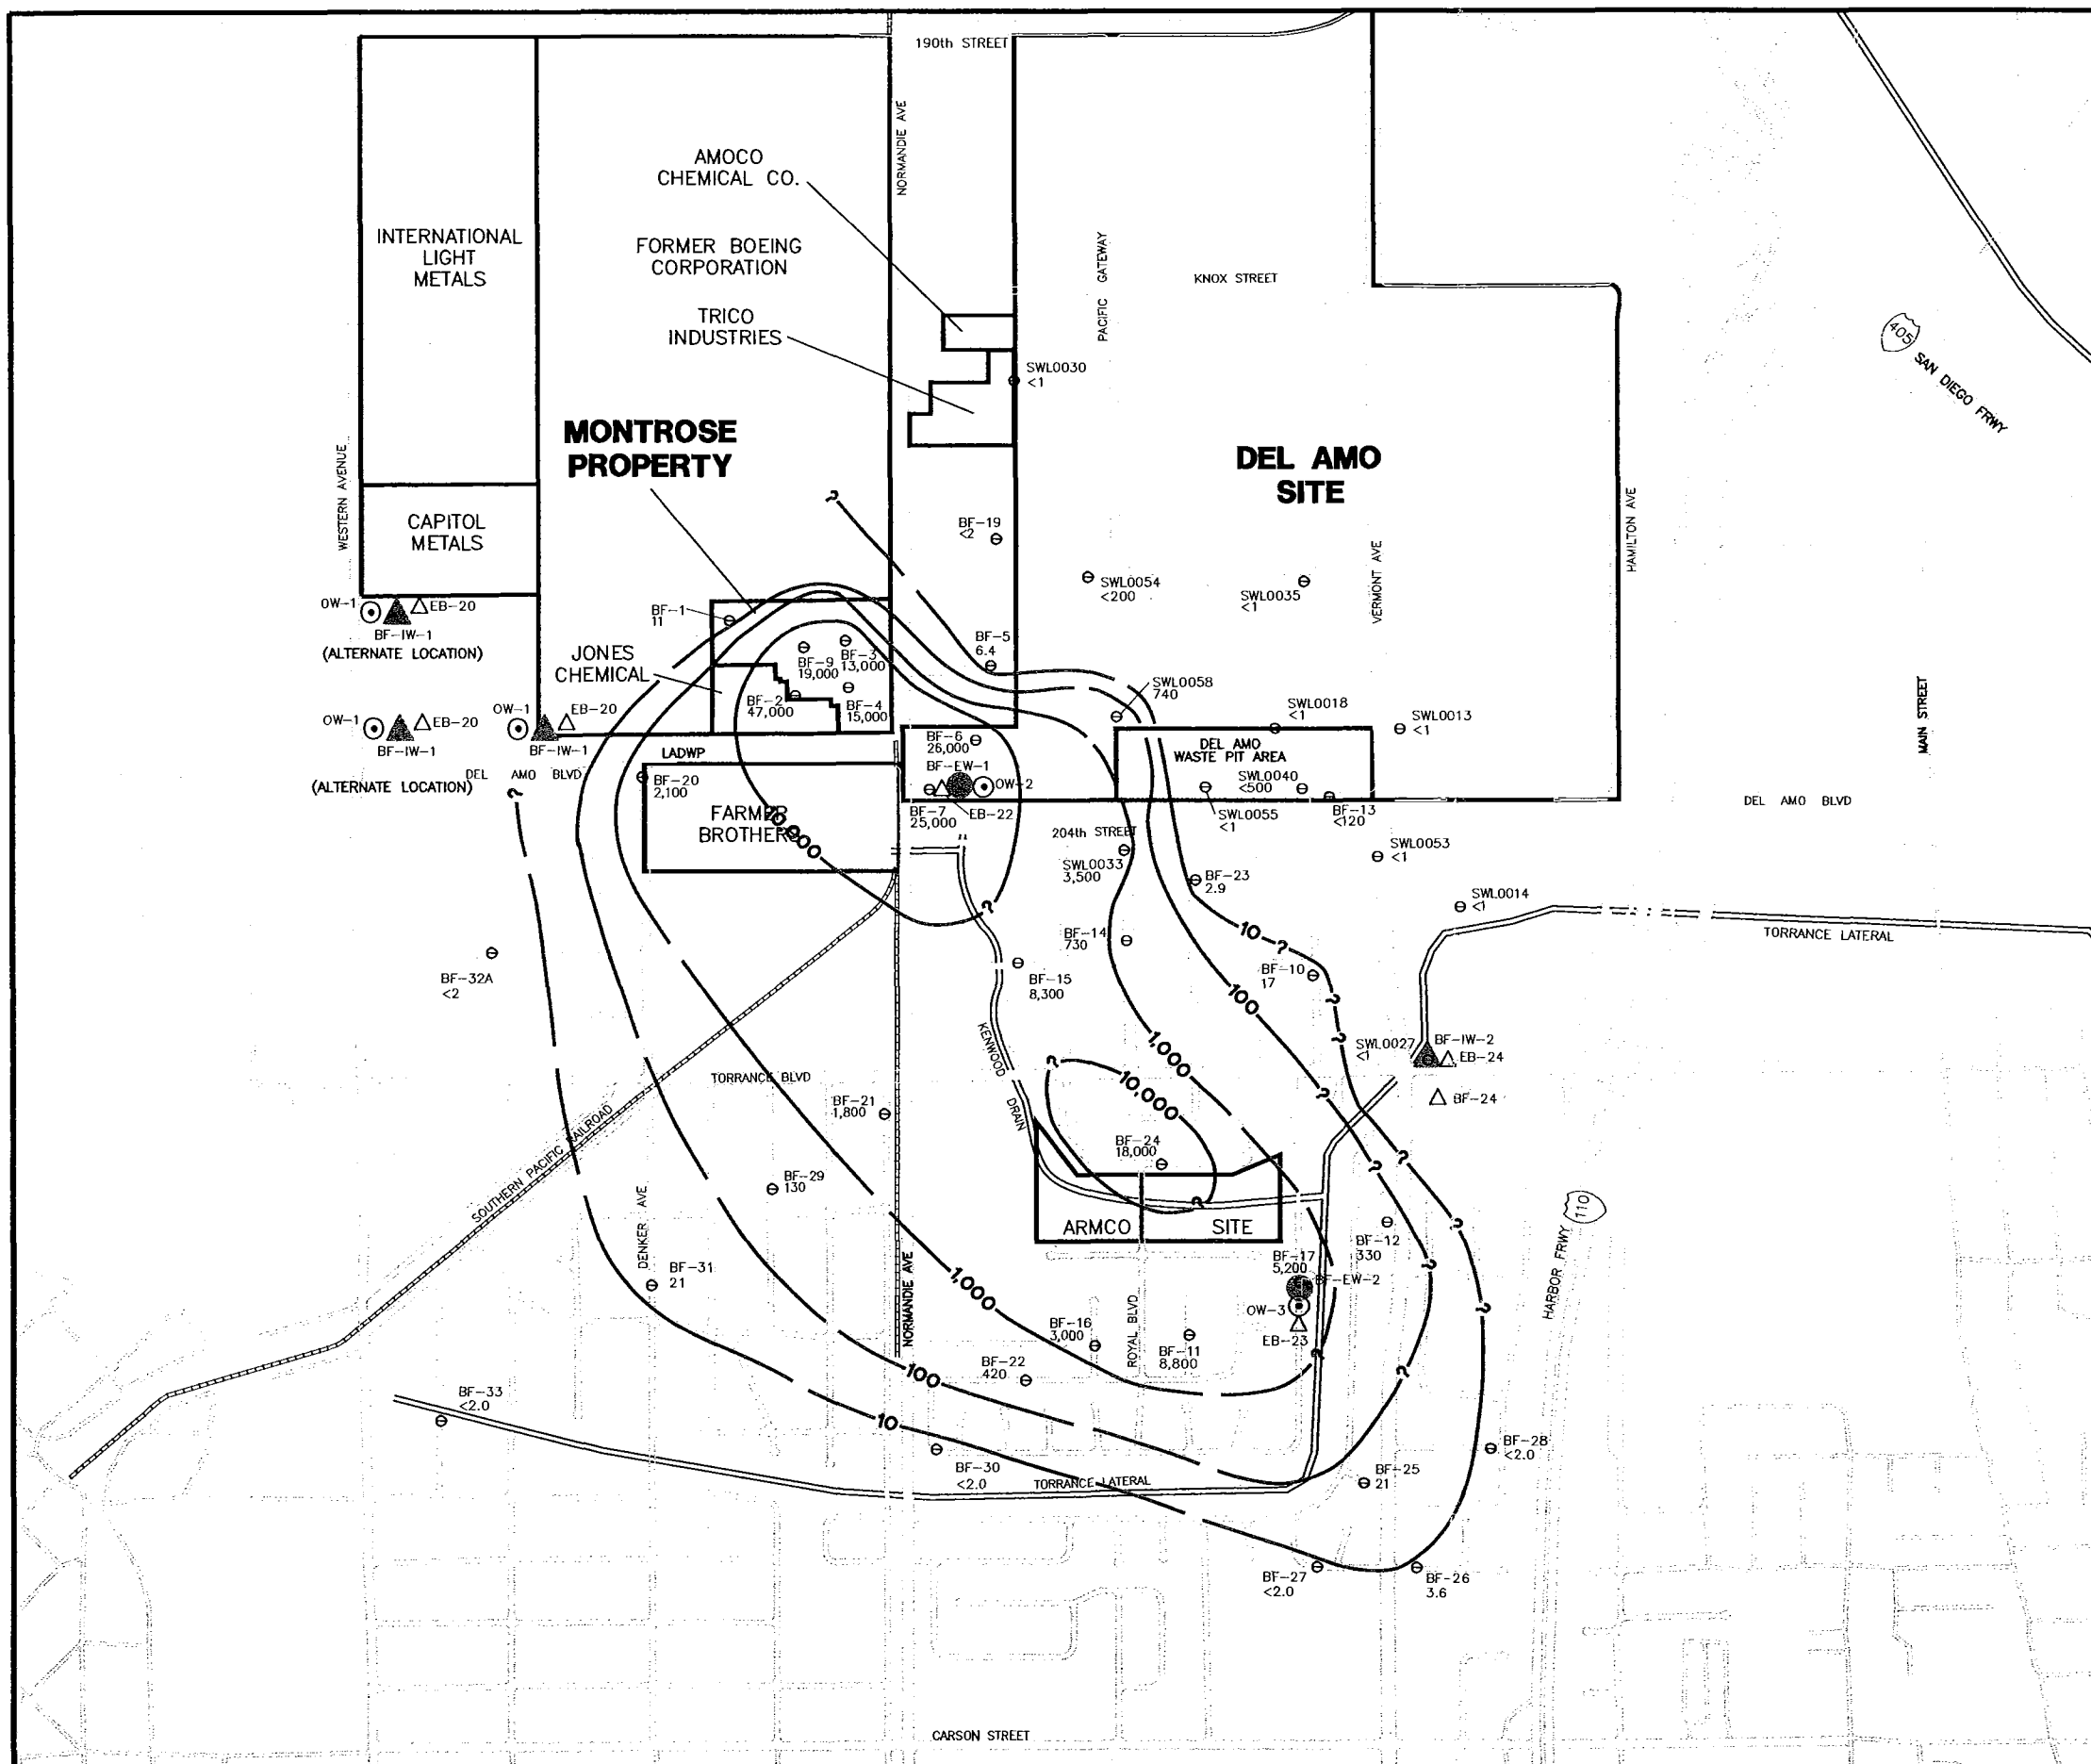 190th STREET
NORMANDIE AVE
AMOCO
CHEMICAL CO.
INTERNATIONAL
LIGHT
METALS
FORMER BOEING
CORPORATION
PACIFIC GATEWAY
KNOX STREET
TRICO
INDUSTRIES
405
SAN DIEGO FRWY
SWL0030
<1
MONTROSE
PROPERTY
DEL AMO
SITE
WESTERN AVENUE
CAPITOL
METALS
?
BF-19
<2
HAMILTON AVE
VERMONT AVE
SWL0054
<200
SWL0035
<1
OW-1
EB-20
BF-IW-1
(ALTERNATE LOCATION)
BF-1
11
JONES
CHEMICAL
BF-9
19,000
BF-3
13,000
BF-5
6.4
BF-2
47,000
BF-4
15,000
SWL0058
740
SWL0018
<1
SWL0013
<1
MAIN STREET
OW-1
EB-20
BF-IW-1
(ALTERNATE LOCATION)
OW-1
EB-20
BF-IW-1
LADWP
BF-6
26,000
BF-EW-1
OW-2
DEL AMO
WASTE PIT AREA
SWL0040
<500
DEL AMO BLVD
?
BF-20
2,100
FARMER
BROTHERS
10,000
BF-7
25,000
EB-22
SWL0055
<1
BF-13
<120
DEL AMO BLVD
204th STREET
SWL0033
3,500
SWL0053
<1
BF-23
2.9
SWL0014
<1
?
BF-14
730
10
?
TORRANCE LATERAL
BF-32A
<2
BF-15
8,300
BF-10
17
100
?
?
KENWOOD
DRAIN
1,000
SWL0027
<1
BF-IW-2
EB-24
?
10,000
TORRANCE BLVD
BF-21
1,800
?
BF-24
SOUTHERN PACIFIC RAILROAD
BF-24
18,000
?
?
BF-29
130
DENKER AVE
?
ARMCO SITE
?
HARBOR FRWY
110
BF-12
330
BF-17
5,200
BF-EW-2
?
BF-31
21
NORMANDIE AVE
1,000
OW-3
EB-23
?
ROYAL BLVD
BF-16
3,000
BF-11
8,800
?
?
BF-22
420
100
BF-33
<2.0
10
BF-30
<2.0
TORRANCE LATERAL
BF-28
<2.0
BF-25
21
BF-27
<2.0
BF-26
3.6
CARSON STREET